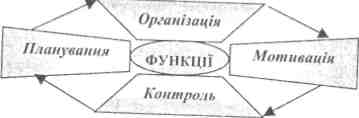 Організація
Планування
ФУНКЦІЇ
Мотивація
Контроль